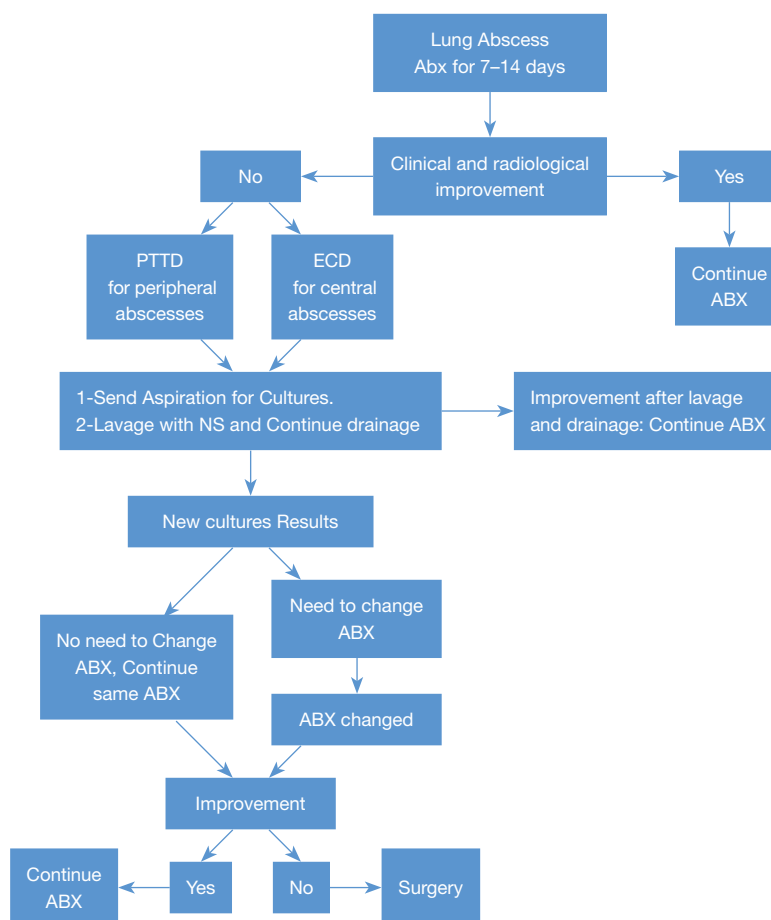 Lung Abscess
Abx for 7–14 days
Clinical and radiological
improvement
No
Yes
PTTD
for peripheral
abscesses
ECD
for central
abscesses
Continue
ABX
1-Send Aspiration for Cultures.
2-Lavage with NS and Continue drainage
Improvement after lavage
and drainage: Continue ABX
New cultures Results
No need to Change
ABX, Continue
same ABX
Need to change
ABX
ABX changed
Improvement
Continue
ABX
Yes
No
Surgery